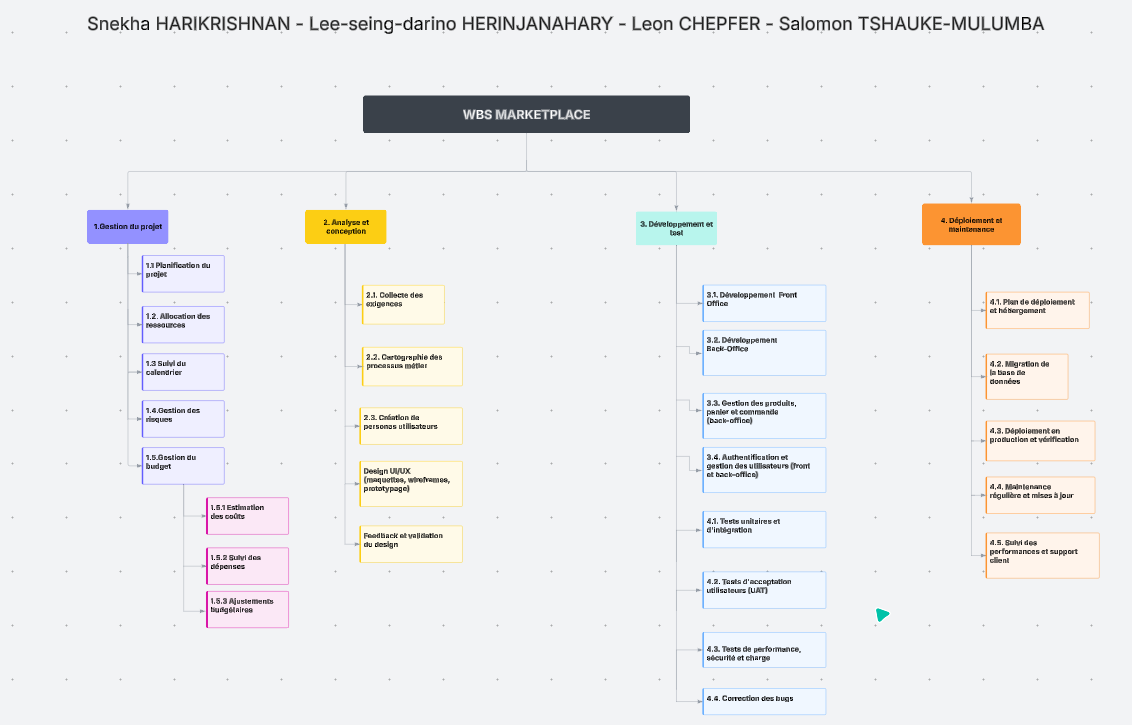 Snekha HARIKRISHNAN - Lee-seing-darino HERINJANAHARY - Leon CHEPFER - Salomon TSHAUKE-MULUMBA
WBS MARKETPLACE
1.Gestion du projet
1.1 Planification du
projet
1.2. Allocation des
ressources
1.3 Suivi du
calendrier
1.4.Gestion des
risques
1.5.Gestion du
budget
1.5.1 Estimation
des coûts
1.5.2 Suivi des
dépenses
1.5.3 Ajustements
budgétaires
2. Analyse et
conception
2.1. Collecte des
exigences
2.2. Cartographie des
processus métier
2.3. Création de
personas utilisateurs
Design UI/UX
(maquettes, wireframes,
prototypage)
Feedback et validation
du design
3. Développement et
test
3.1. Développement Front
Office
3.2. Développement
Back-Office
3.3. Gestion des produits,
panier et commande
(back-office)
3.4. Authentification et
gestion des utilisateurs (front
et back-office)
4.1. Tests unitaires et
d'intégration
4.2. Tests d'acceptation
utilisateurs (UAT)
4.3. Tests de performance,
sécurité et charge
4.4. Correction des bugs
4. Déploiement et
maintenance
4.1. Plan de déploiement
et hébergement
4.2. Migration de
la base de
données
4.3. Déploiement en
production et vérification
4.4. Maintenance
régulière et mises à jour
4.5. Suivi des
performances et support
client